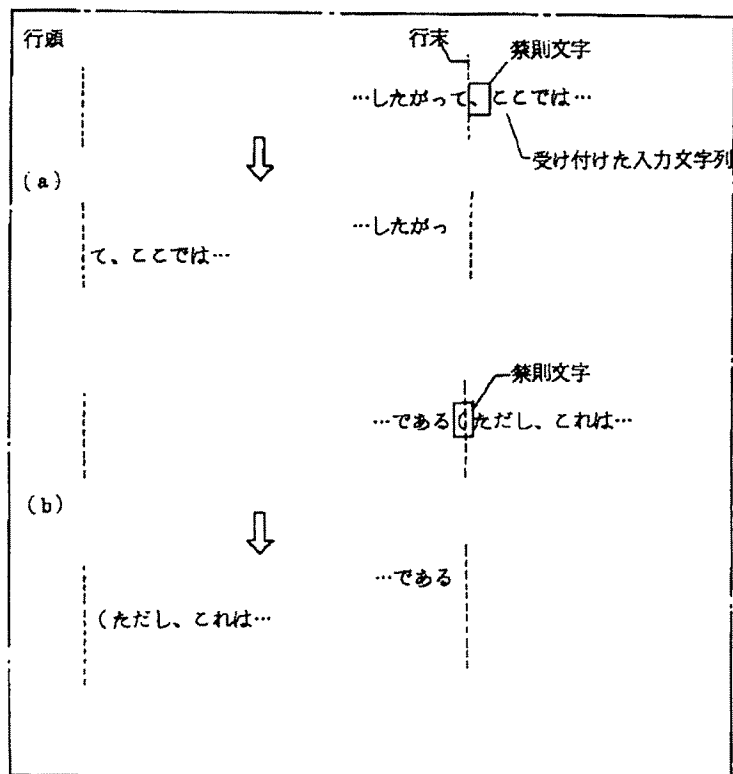 行頭 行末 禁則文字
…したがって、ここでは…
受け付けた入力文字列
(a)
…したがっ
て、ここでは…
禁則文字
…である(ただし、これは…
(b)
…である
(ただし、これは…